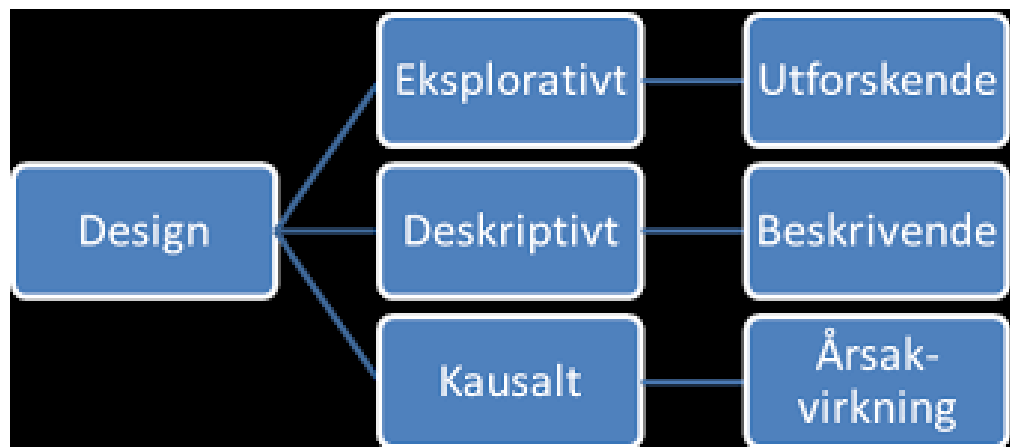 Eksplorativt
Utforskende
Design
Deskriptivt
Beskrivende
Kausalt
Årsak-
virkning